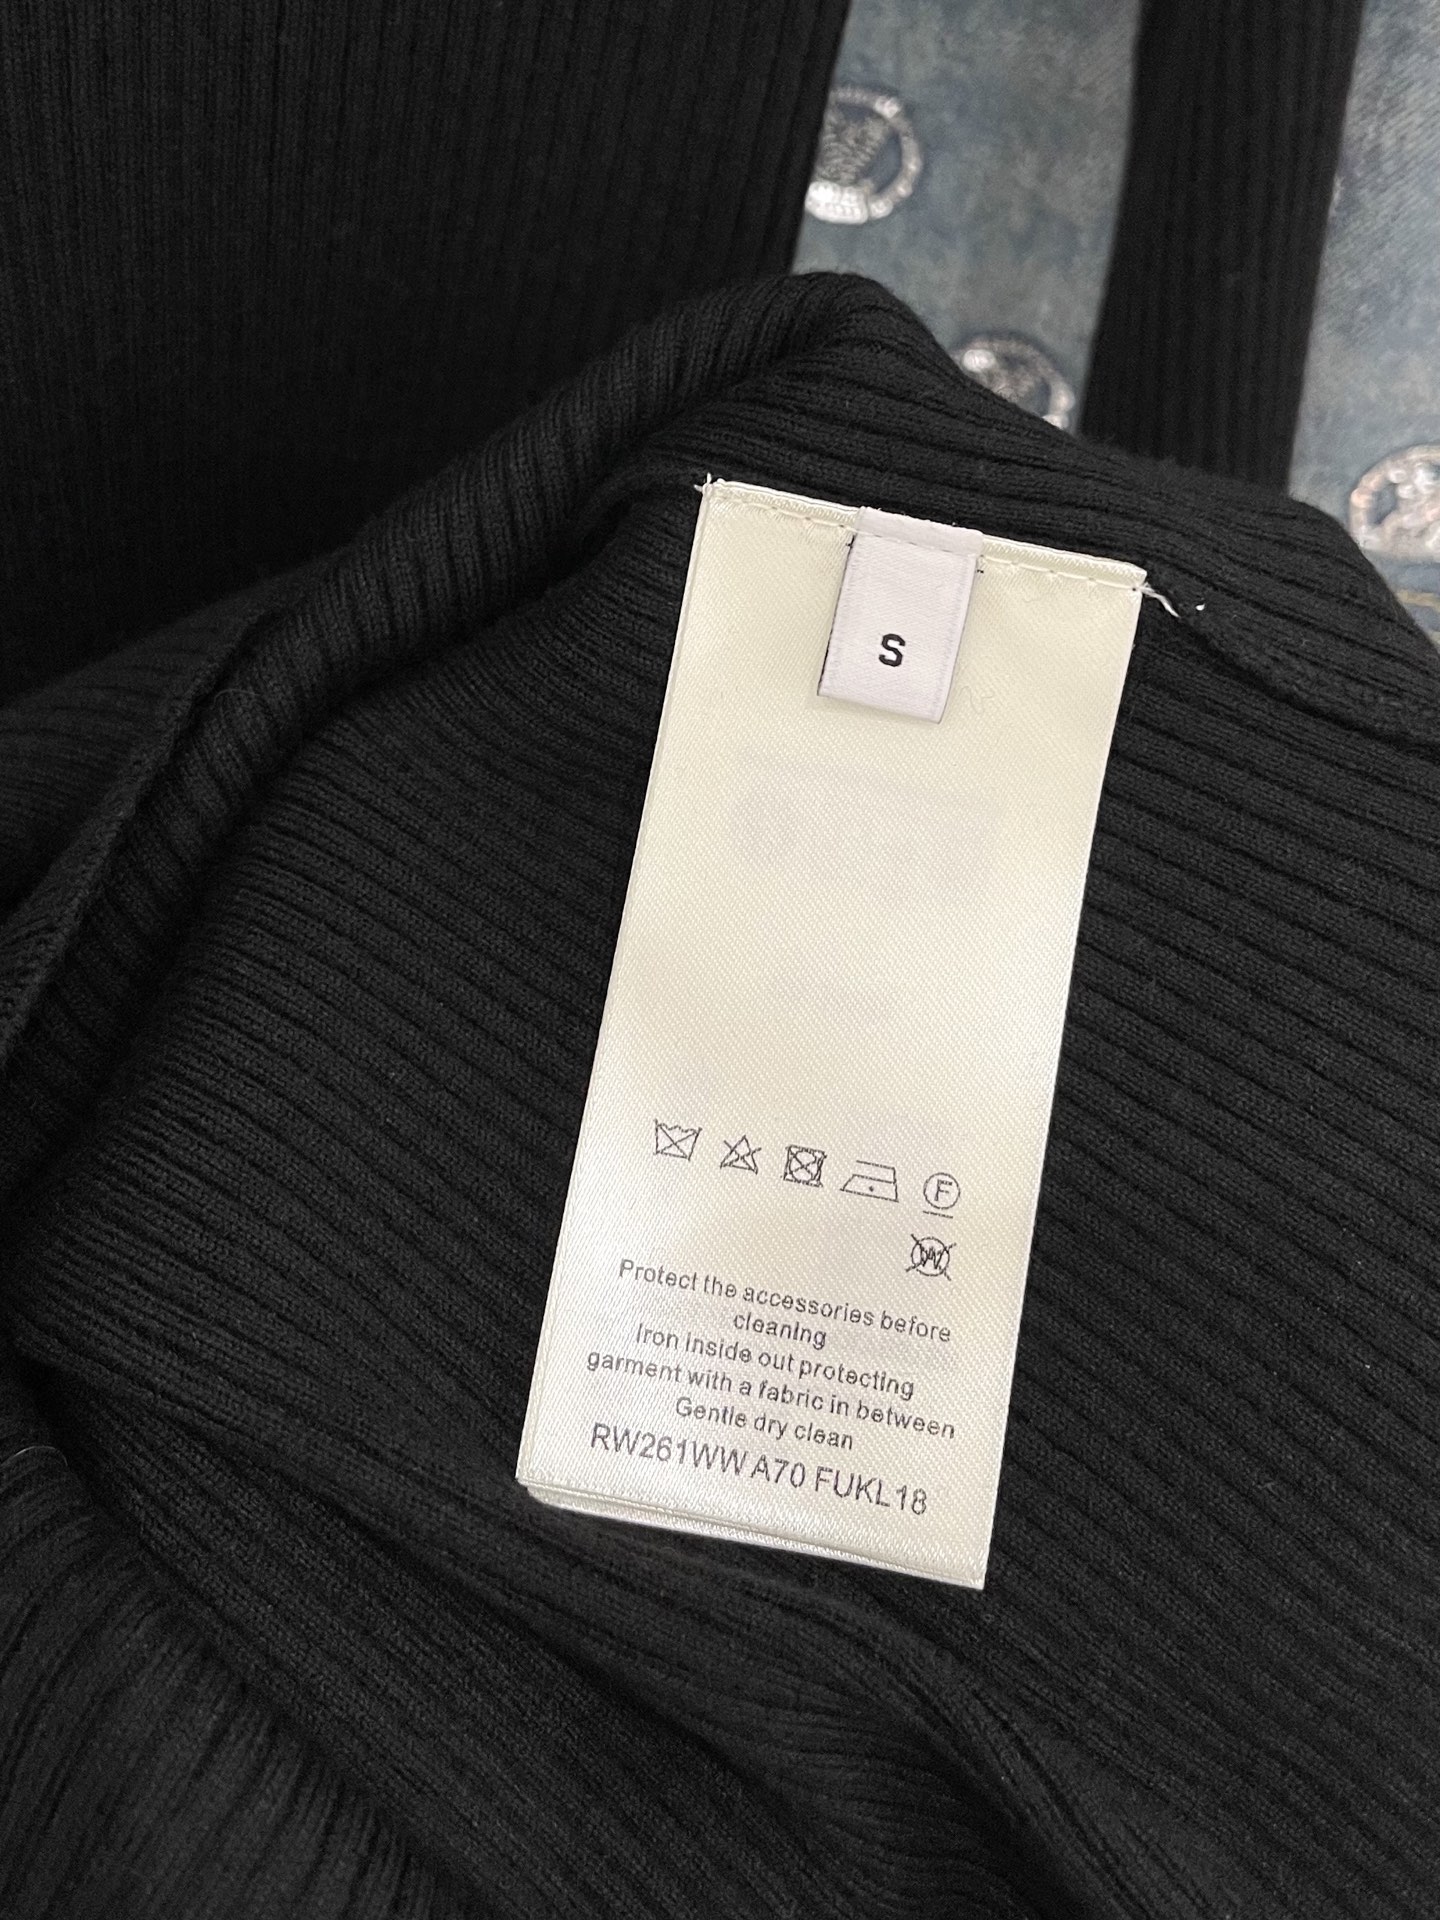 S
F
W
Protect the accessories before
cleaning
Iron inside out protecting
garment with a fabric in between
Gentle dry clean
RW261WW A70 FUKL18